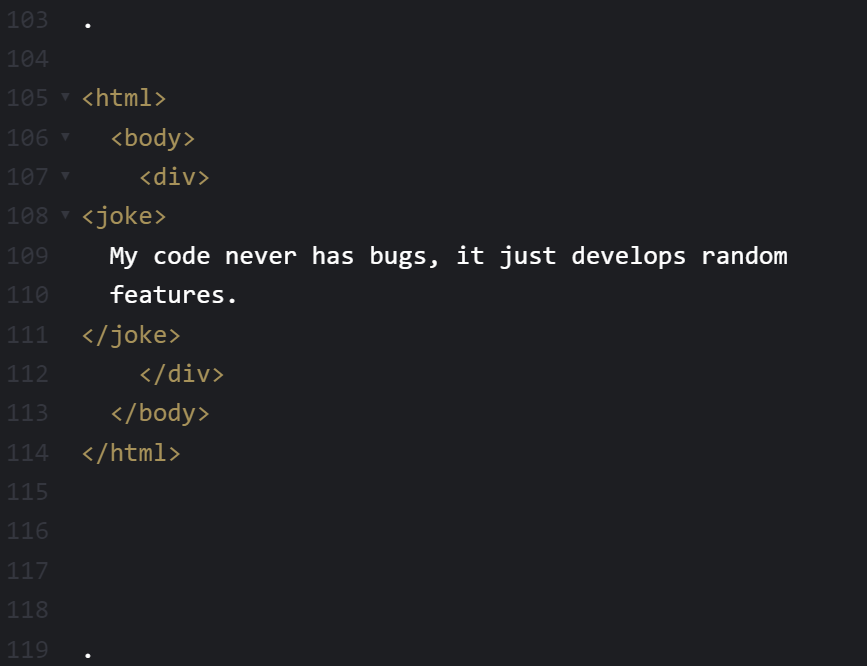 103 .
104
105 <html>
106 <body>
107 <div>
108 <joke>
109 My code never has bugs, it just develops random
110 features.
111 </joke>
112 </div>
113 </body>
114 </html>
115
116
117
118
119 .